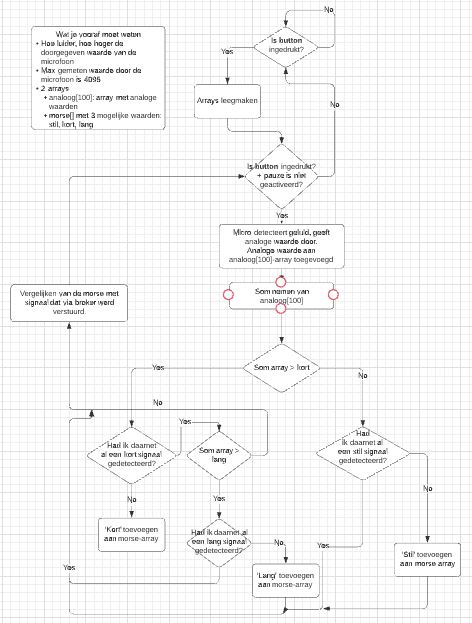 Wat je vooraf moet weten
• Hoe luider, hoe hoger de
doorgegeven waarde van de
microfoon
• Max gemeten waarde door de
microfoon is 4095
• 2 arrays
• analoog[100]: array met analoge
waarden
• morse[] met 3 mogelijke waarden:
stil, kort, lang
No
Is button
ingedrukt?
Yes
Arrays leegmaken
No
Is button ingedrukt?
+ pauze is niet
geactiveerd?
Yes
Micro detecteert geluid, geeft
analoge waarde door.
Analoge waarde aan
analoog[100]-array toegevoegd
Som nemen van
analoog[100]
Vergelijken van de morse met
signaal dat via broker werd
verstuurd.
Som array > kort
Yes
No
No
Had ik daarnet
al een kort signaal
gedetecteerd?
Yes
Som array >
lang
Had
ik daarnet al
een stil signaal
gedetecteerd?
No
Yes
No
'Kort' toevoegen
aan morse-array
Had ik daarnet al
een lang signaal
gedetecteerd?
No
Yes
'Stil' toevoegen
aan morse array
Yes
'Lang' toevoegen
aan morse-array